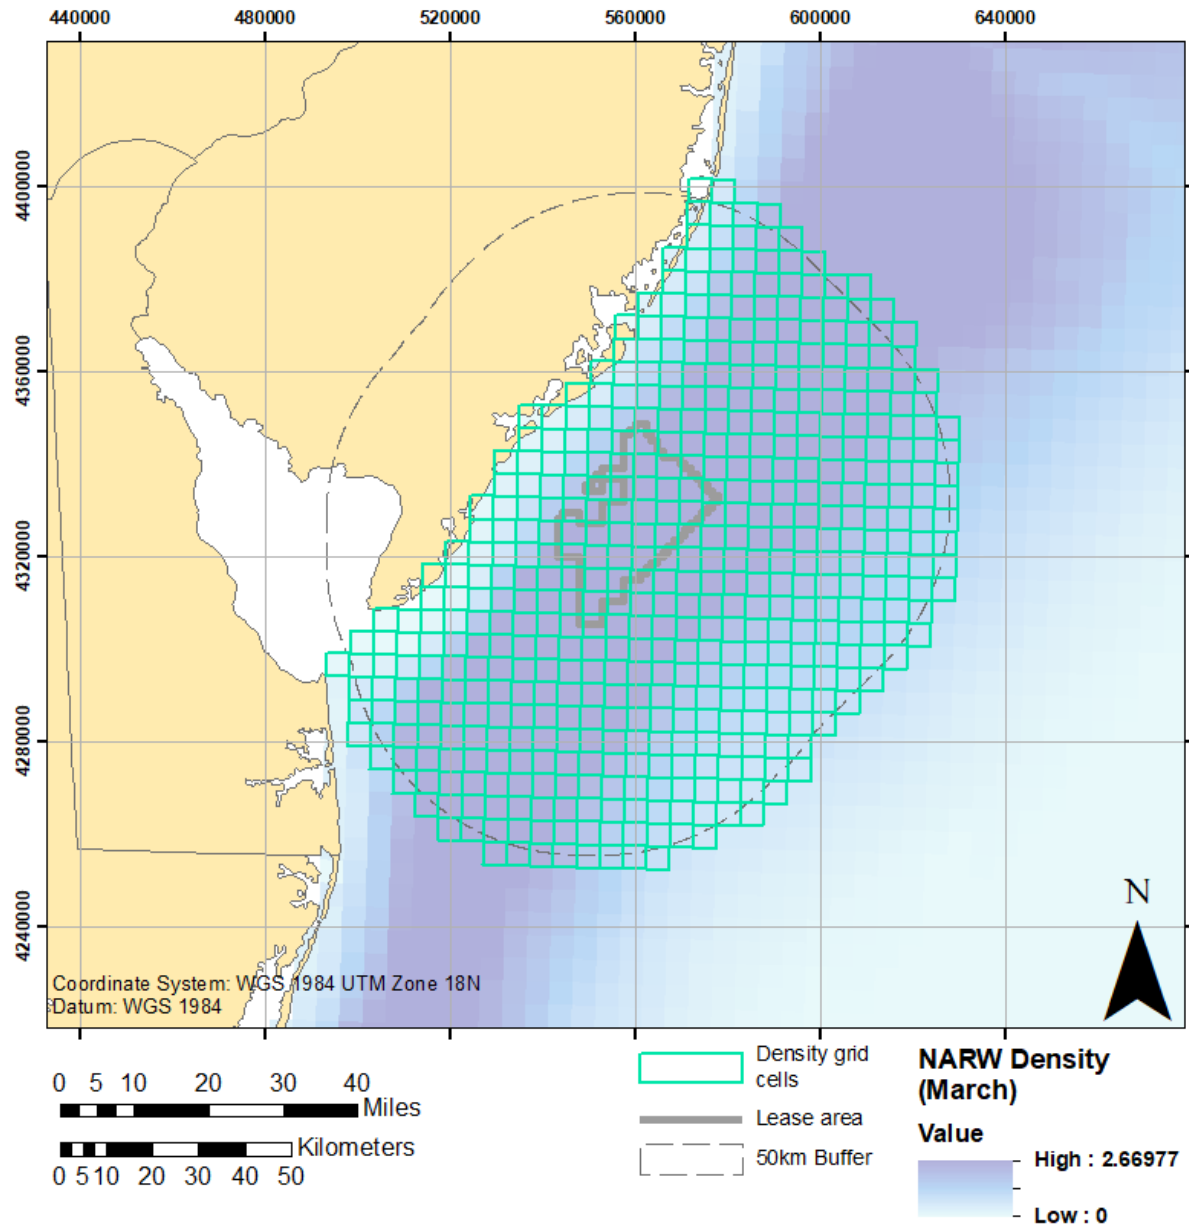 440000 480000 520000 560000 600000 640000
4400000
4360000
4320000
4280000
4240000
N
Coordinate System: WGS 1984 UTM Zone 18N
Datum: WGS 1984
0 5 10 20 30 40
Miles
Kilometers
0 5 10 20 30 40 50
Density grid
cells
Lease area
50km Buffer
NARW Density
(March)
Value
High : 2.66977
Low : 0